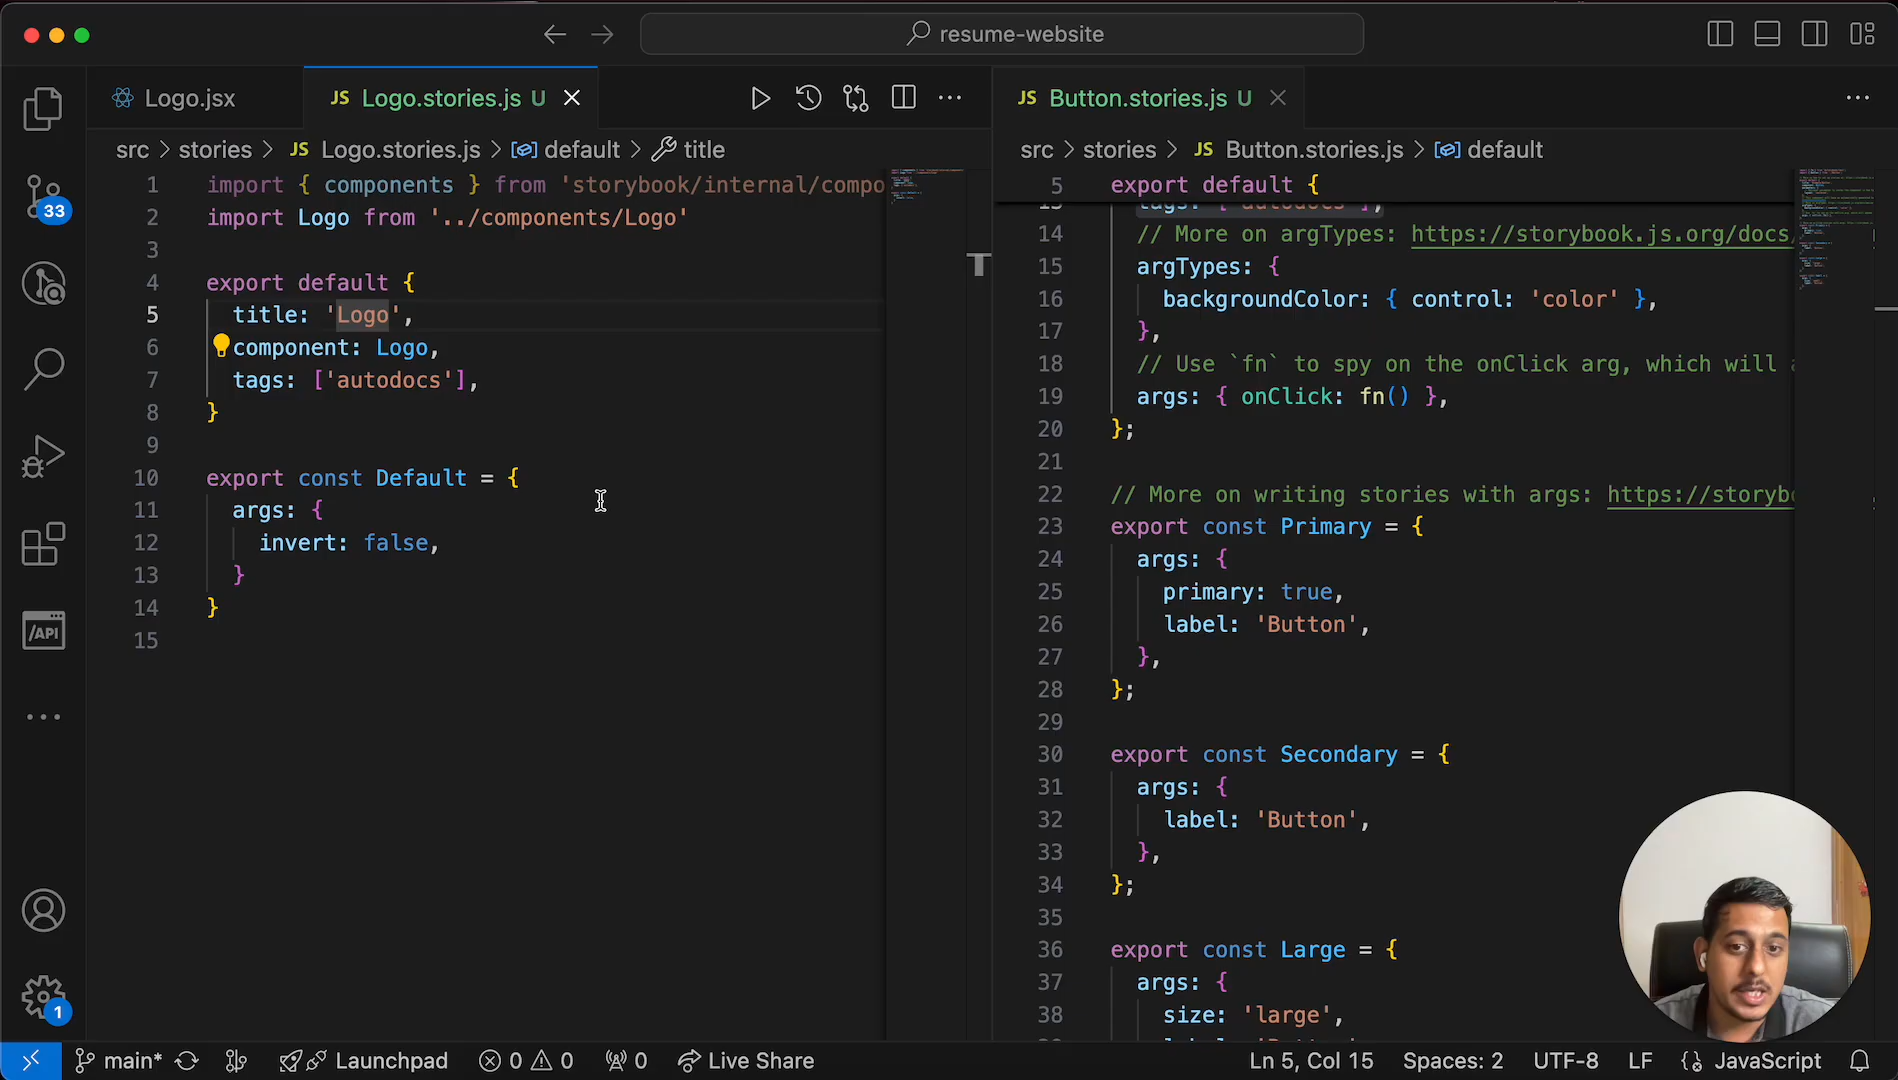 resume-website
Logo.jsx
JS Logo.stories.js U
src > stories > JS Logo.stories.js > default > title
1 import { components } from 'storybook/internal/compo
2 import Logo from '../components/Logo'
3
4 export default {
5 title: 'Logo',
6 component: Logo,
7 tags: ['autodocs'],
8 }
9
10 export const Default = {
11 args: {
12 invert: false,
13 }
14 }
15
JS Button.stories.js U
src > stories > JS Button.stories.js > default
5 export default {
13 tags: ['autodocs'],
14 // More on argTypes: https://storybook.js.org/docs/
15 argTypes: {
16 backgroundColor: { control: 'color' },
17 },
18 // Use `fn` to spy on the onClick arg, which will a
19 args: { onClick: fn() },
20 };
21
22 // More on writing stories with args: https://storybo
23 export const Primary = {
24 args: {
25 primary: true,
26 label: 'Button',
27 },
28 };
29
30 export const Secondary = {
31 args: {
32 label: 'Button',
33 },
34 };
35
36 export const Large = {
37 args: {
38 size: 'large',
33
/API
1
main* Launchpad 0 0 0 Live Share
Ln 5, Col 15 Spaces: 2 UTF-8 LF {} JavaScript